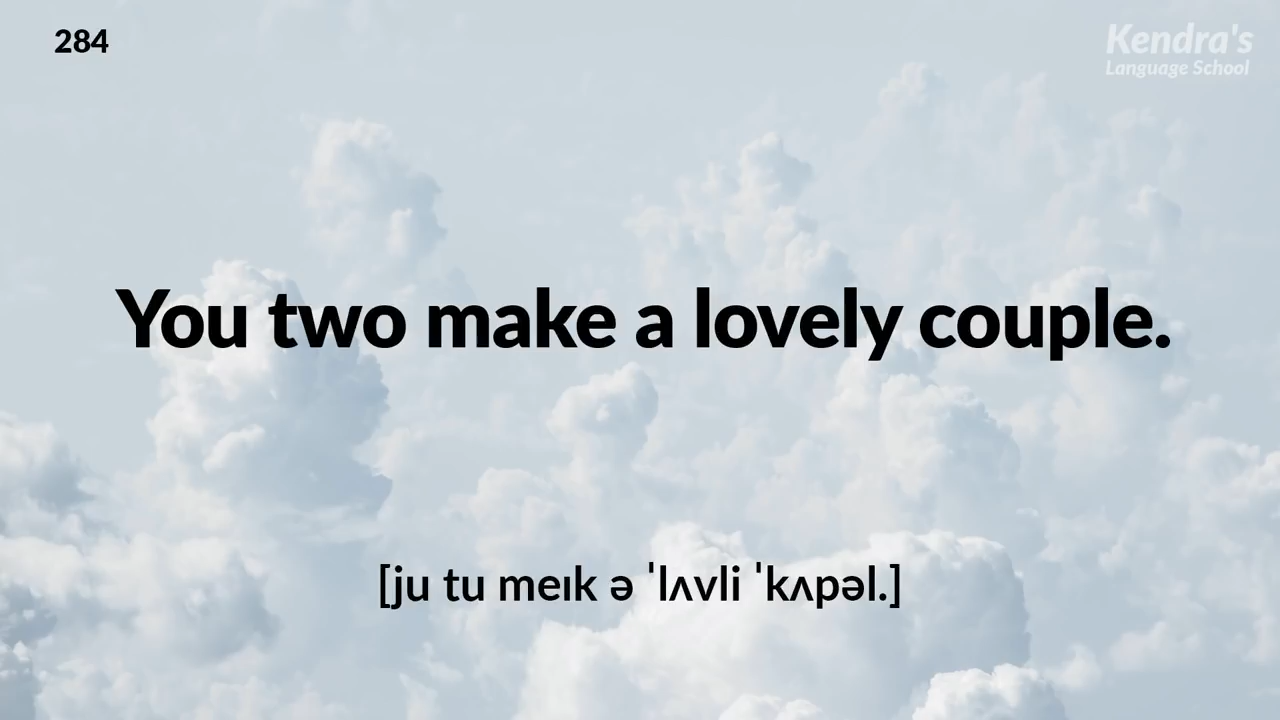 284
Kendra's
Language School
You two make a lovely couple.
[ju tu meɪk ə ˈlʌvli ˈkʌpəl.]